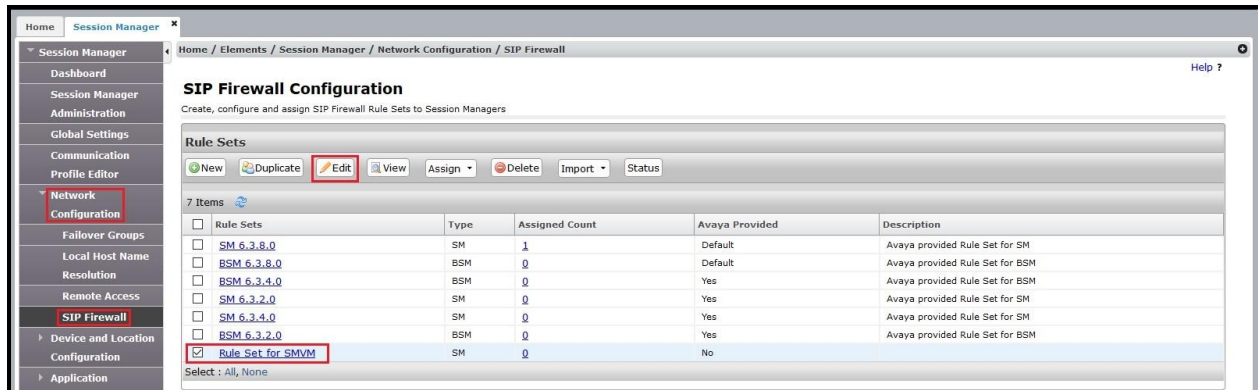 Home
Session Manager ×
Session Manager
Dashboard
Session Manager
Administration
Global Settings
Communication
Profile Editor
Network
Configuration
Failover Groups
Local Host Name
Resolution
Remote Access
SIP Firewall
Device and Location
Configuration
Application
Home / Elements / Session Manager / Network Configuration / SIP Firewall
Help ?
SIP Firewall Configuration
Create, configure and assign SIP Firewall Rule Sets to Session Managers
Rule Sets
New Duplicate Edit View Assign Delete Import Status
7 Items
Rule Sets Type Assigned Count Avaya Provided Description
SM 6.3.8.0 SM 1 Default Avaya provided Rule Set for SM
BSM 6.3.8.0 BSM 0 Default Avaya provided Rule Set for BSM
BSM 6.3.4.0 BSM 0 Yes Avaya provided Rule Set for BSM
SM 6.3.2.0 SM 0 Yes Avaya provided Rule Set for SM
SM 6.3.4.0 SM 0 Yes Avaya provided Rule Set for SM
BSM 6.3.2.0 BSM 0 Yes Avaya provided Rule Set for BSM
Rule Set for SMVM SM 0 No
Select : All, None